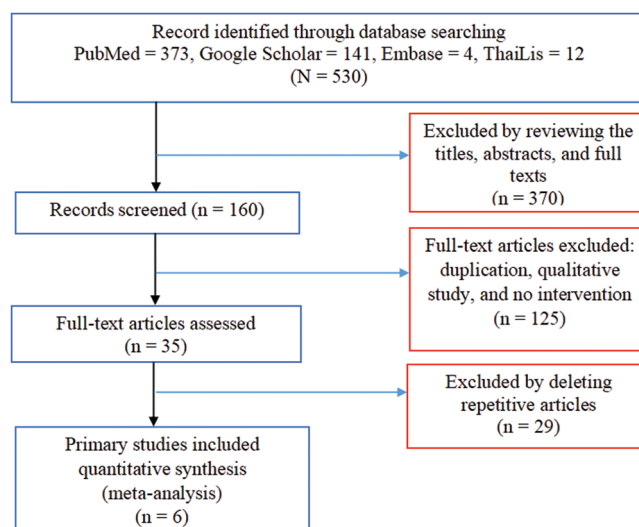 Record identified through database searching
PubMed = 373, Google Scholar = 141, Embase = 4, ThaiLis = 12
(N = 530)
Excluded by reviewing the
titles, abstracts, and full
texts
(n = 370)
Records screened (n = 160)
Full-text articles excluded:
duplication, qualitative
study, and no intervention
(n = 125)
Full-text articles assessed
(n = 35)
Excluded by deleting
repetitive articles
(n = 29)
Primary studies included
quantitative synthesis
(meta-analysis)
(n = 6)